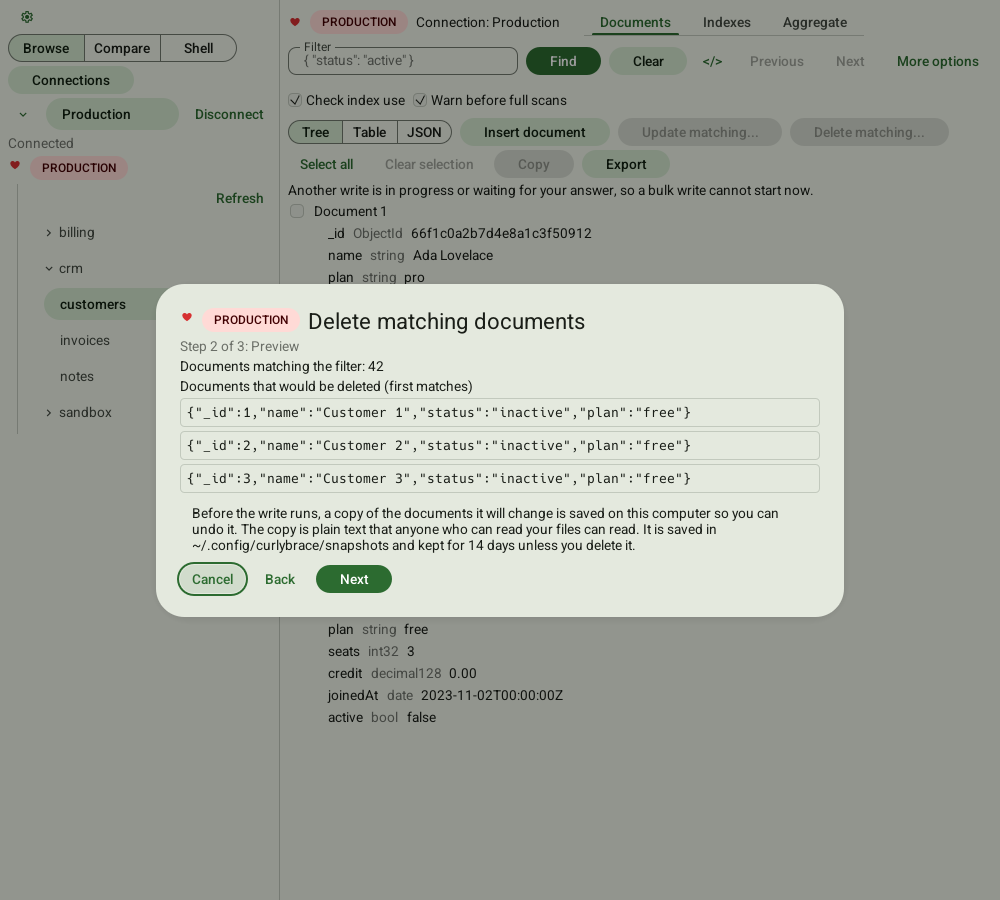 Browse Compare Shell
Connections
Production Disconnect
Connected
PRODUCTION
Refresh
billing
crm
customers
invoices
notes
sandbox
PRODUCTION Connection: Production Documents Indexes Aggregate
Filter
{ "status": "active" } Find Clear </> Previous Next More options
Check index use Warn before full scans
Tree Table JSON Insert document Update matching... Delete matching...
Select all Clear selection Copy Export
Another write is in progress or waiting for your answer, so a bulk write cannot start now.
Document 1
_id ObjectId 66f1c0a2b7d4e8a1c3f50912
name string Ada Lovelace
plan string pro
PRODUCTION Delete matching documents
Step 2 of 3: Preview
Documents matching the filter: 42
Documents that would be deleted (first matches)
{"_id":1,"name":"Customer 1","status":"inactive","plan":"free"}
{"_id":2,"name":"Customer 2","status":"inactive","plan":"free"}
{"_id":3,"name":"Customer 3","status":"inactive","plan":"free"}
Before the write runs, a copy of the documents it will change is saved on this computer so you can
undo it. The copy is plain text that anyone who can read your files can read. It is saved in
~/.config/curlybrace/snapshots and kept for 14 days unless you delete it.
Cancel Back Next
plan string free
seats int32 3
credit decimal128 0.00
joinedAt date 2023-11-02T00:00:00Z
active bool false